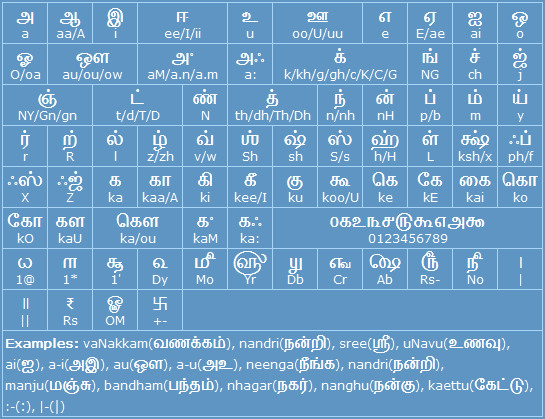 அ ஆ இ ஈ உ ஊ எ ஏ ஐ ஒ
a aa/A i ee/I/ii u oo/U/uu e E/ae ai o
ஓ ஔ அஂ அஃ க் ங் ச் ஜ்
O/oa au/ou/ow aM/a.n/a.m a: k/kh/g/gh/c/K/C/G NG ch j
ஞ் ட் ண் த் ந் ன் ப் ம் ய்
NY/Gn/gn t/d/T/D N th/dh/Th/Dh n/nh nH p/b m y
ர் ற் ல் ழ் வ் ஶ் ஷ் ஸ் ஹ் ள் க்ஷ் ஃப்
r R l z/zh v/w Sh sh S/s h/H L ksh/x ph/f
ஃஸ் ஃஜ் க கா கி கீ கு கூ கெ கே கை கொ
X Z ka kaa/A ki kee/I ku koo/U ke kE kai ko
கோ கள கௌ கஂ கஃ ௦௧௨௩௪௫௬௭௮௯
kO kaU ka/ou kaM ka: 0123456789
௰ ௱ ௲ ௳ ௴ ௵ ௶ ௷ ௸ ௹ ௺ ।
1@ 1* 1' Dy Mo Yr Db Cr Ab Rs- No |
॥ ₹ ௐ 卐
|| Rs OM +-
Examples: vaNakkam(வணக்கம்), nandri(நன்றி), sree(ஸ்ரீ), uNavu(உணவு),
ai(ஐ), a-i(அஇ), au(ஔ), a-u(அஉ), neenga(நீங்க), nandri(நன்றி),
manju(மஞ்சு), bandham(பந்தம்), nhagar(நகர்), nanghu(நன்கு), kaettu(கேட்டு),
:-(:), |-(|)